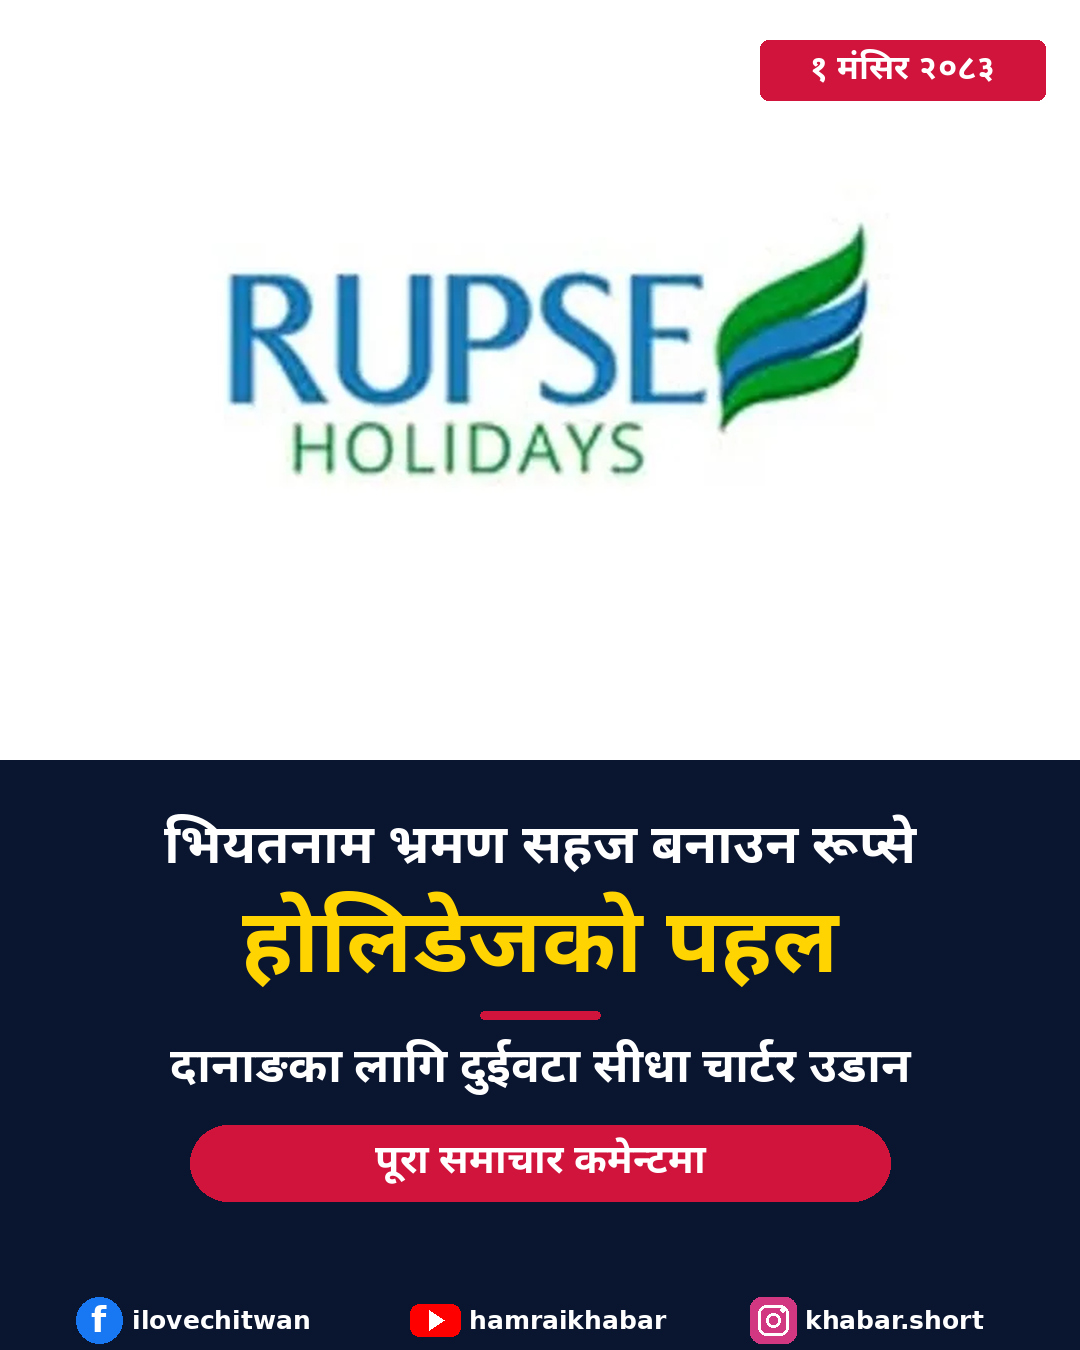 १ मंसिर २०८३
RUPSE
HOLIDAYS
भियतनाम भ्रमण सहज बनाउन रूप्से
होलिडेजको पहल
दानाङका लागि दुईवटा सीधा चार्टर उडान
पूरा समाचार कमेन्टमा
ilovechitwan
hamraikhabar
khabar.short